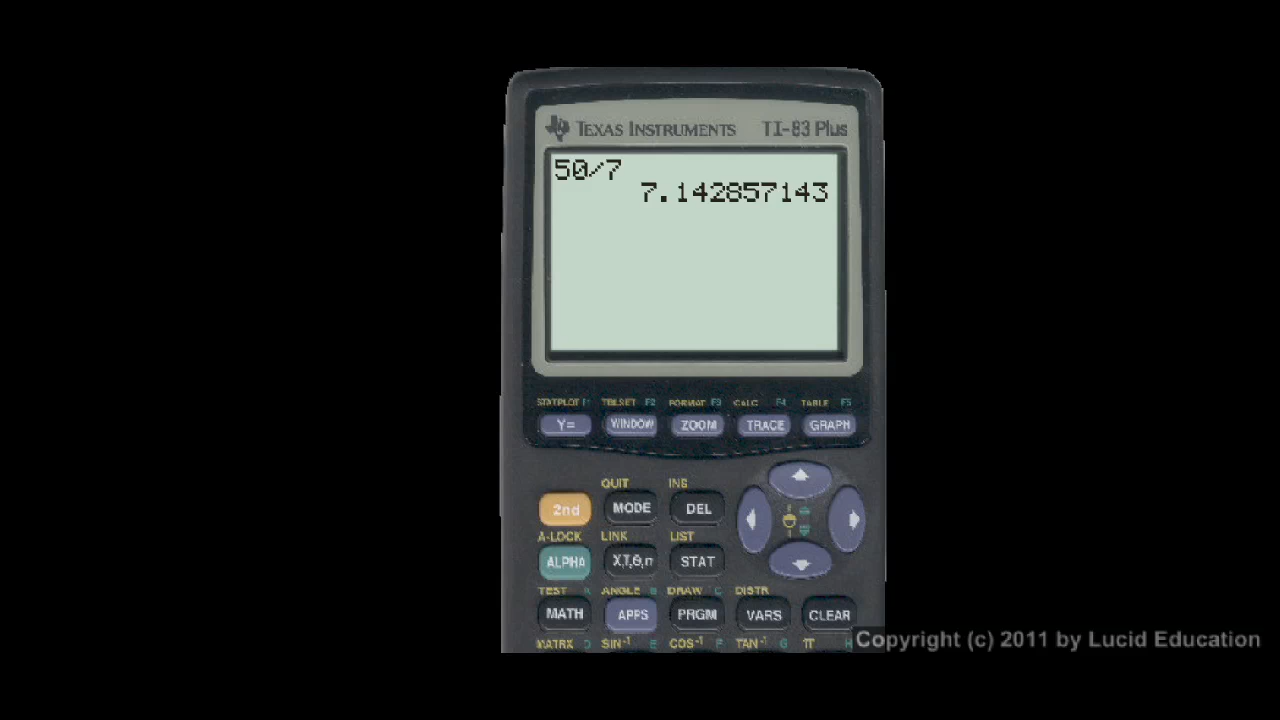 TEXAS INSTRUMENTS TI-83 Plus
50/7
7.142857143
STATPLOT F1 TBLSET F2 FORMAT F3 CALC F4 TABLE F5
Y= WINDOW ZOOM TRACE GRAPH
QUIT INS
2nd MODE DEL
A-LOCK LINK LIST
ALPHA X,T,θ,n STAT
TEST A ANGLE B DRAW C DISTR
MATH APPS PRGM VARS CLEAR
MATRX D SIN⁻¹ E COS⁻¹ F TAN⁻¹ G π H
Copyright (c) 2011 by Lucid Education